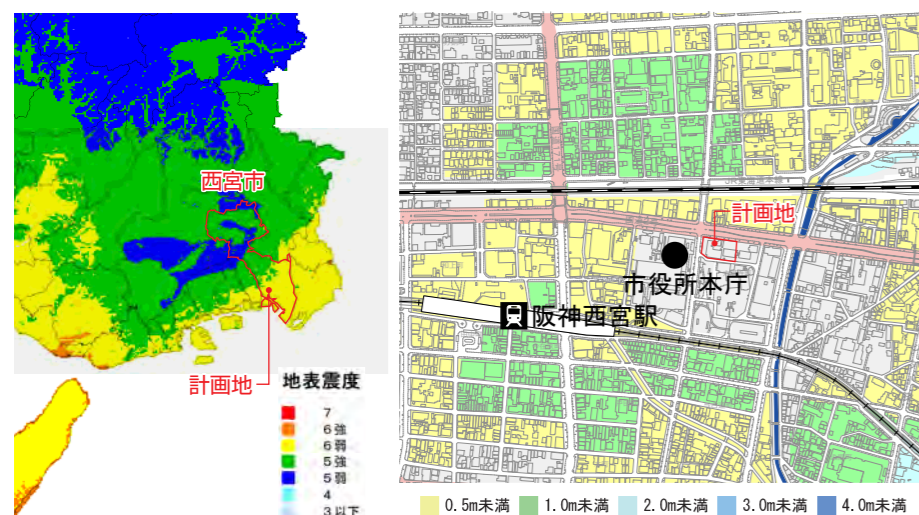 西宮市
計画地
地表震度
7
6強
6弱
5強
5弱
4
3以下
計画地
市役所本庁
阪神西宮駅
0.5m未満 1.0m未満 2.0m未満 3.0m未満 4.0m未満